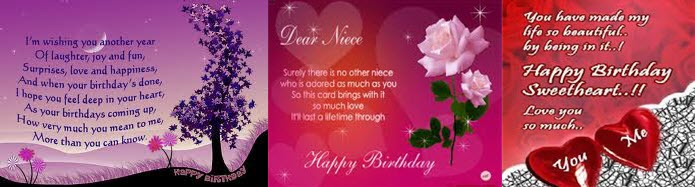 I'm wishing you another year
Of laughter, joy and fun,
Surprises, love and happiness,
And when your birthday's done,
I hope you feel deep in your heart,
As your birthdays coming up,
How very much you mean to me,
More than you can know.
HAPPY BIRTHDAY
Dear Niece
Surely there is no other niece
who is adored as much as you
So this card brings with it
so much love
It'll last a lifetime through
Happy Birthday
You have made my
life so beautiful..
by being in it..!
Happy Birthday
Sweetheart..!!
Love you
so much..
You
Me